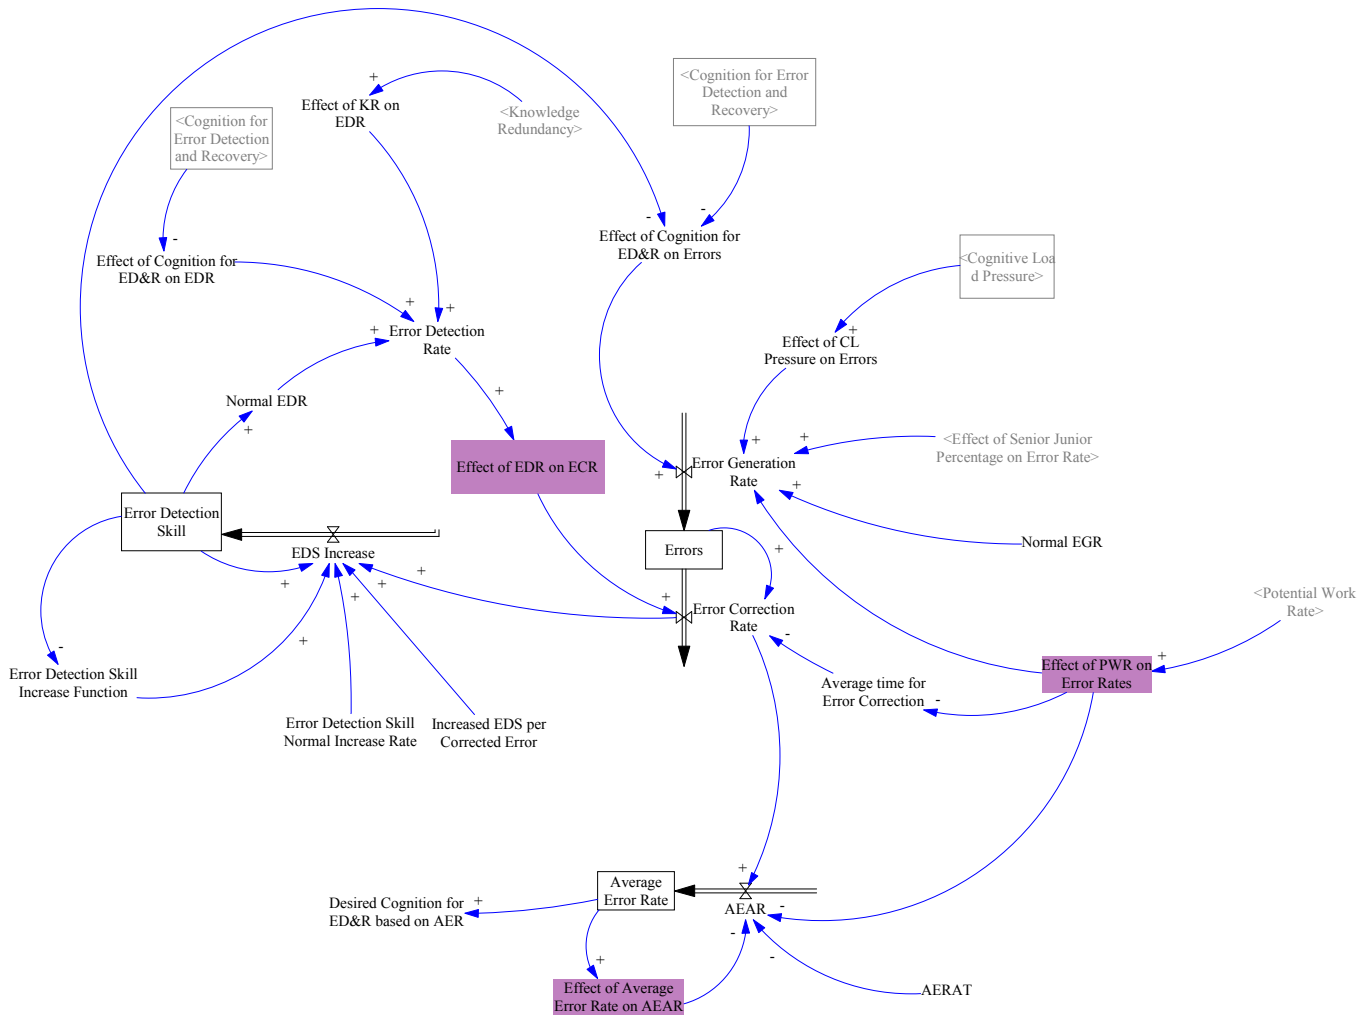 <Cognition for Error
Detection and
Recovery>
+
Effect of KR on
EDR
<Knowledge
Redundancy>
<Cognition for
Error Detection
and Recovery>
-
-
Effect of Cognition for
ED&R on Errors
-
Effect of Cognition for
ED&R on EDR
<Cognitive Loa
d Pressure>
+
+
+
Error Detection
Rate
+
Effect of CL
Pressure on Errors
+
Normal EDR
+
+
+
<Effect of Senior Junior
Percentage on Error Rate>
Effect of EDR on ECR
+
Error Generation
Rate
+
Error Detection
Skill
EDS Increase
Errors
+
Normal EGR
+
+
+
+
+
Error Correction
Rate
-
<Potential Work
Rate>
-
+
Error Detection Skill
Increase Function
+
Effect of PWR on
Error Rates
Average time for
Error Correction
-
Error Detection Skill
Normal Increase Rate
Increased EDS per
Corrected Error
+
Average
Error Rate
Desired Cognition for
ED&R based on AER
+
AEAR
-
-
-
+
Effect of Average
Error Rate on AEAR
AERAT